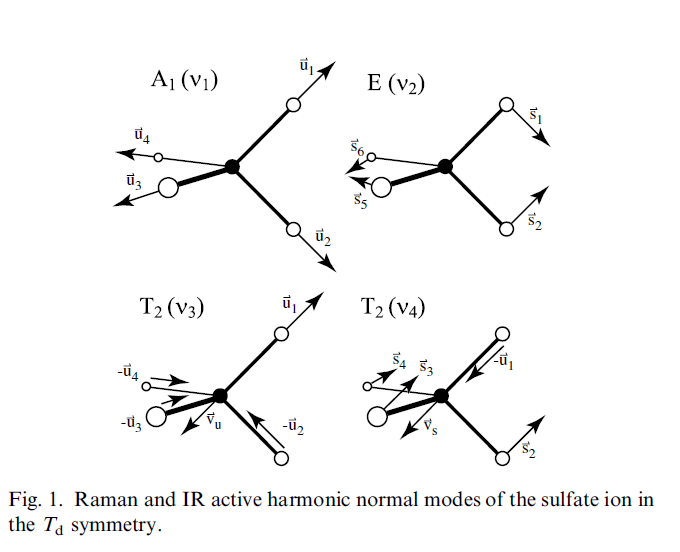 A₁ (ν₁)
u⃗₁
E (ν₂)
s⃗₁
u⃗₄
s⃗₆
u⃗₃
s⃗₅
u⃗₂
s⃗₂
T₂ (ν₃)
u⃗₁
T₂ (ν₄)
-u⃗₄
s⃗₄
s⃗₃
-u⃗₁
-u⃗₃
v⃗ᵤ
-u⃗₂
v⃗ₛ
s⃗₂
Fig. 1. Raman and IR active harmonic normal modes of the sulfate ion in
the T_d symmetry.